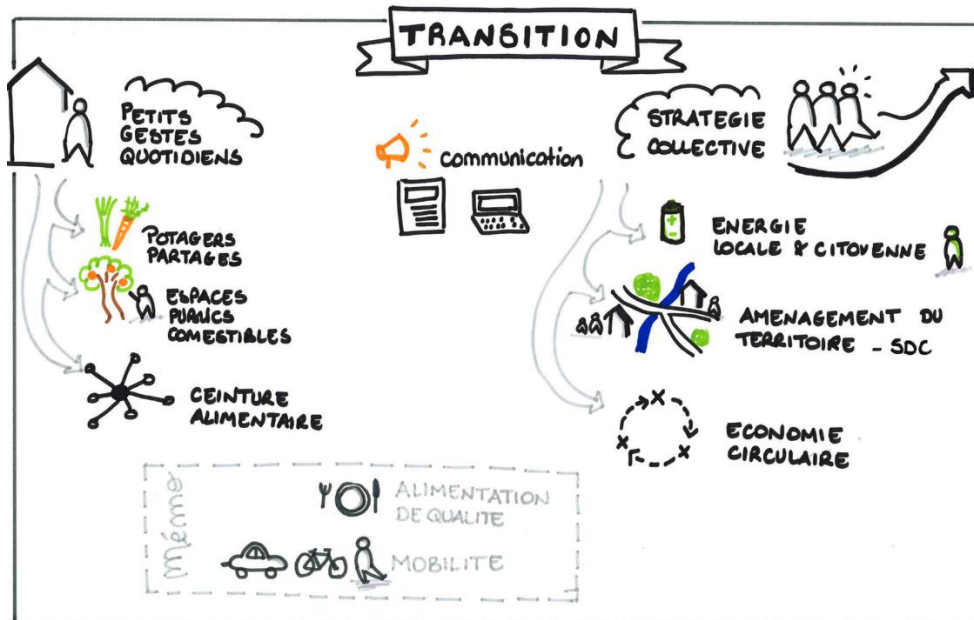 TRANSITION
PETITS
GESTES
QUOTIDIENS
POTAGERS
PARTAGES
ESPACES
PUBLICS
COMESTIBLES
CEINTURE
ALIMENTAIRE
communication
STRATEGIE
COLLECTIVE
ENERGIE
LOCALE & CITOYENNE
AMENAGEMENT DU
TERRITOIRE - SDC
ECONOMIE
CIRCULAIRE
Mémo
ALIMENTATION
DE QUALITE
MOBILITE